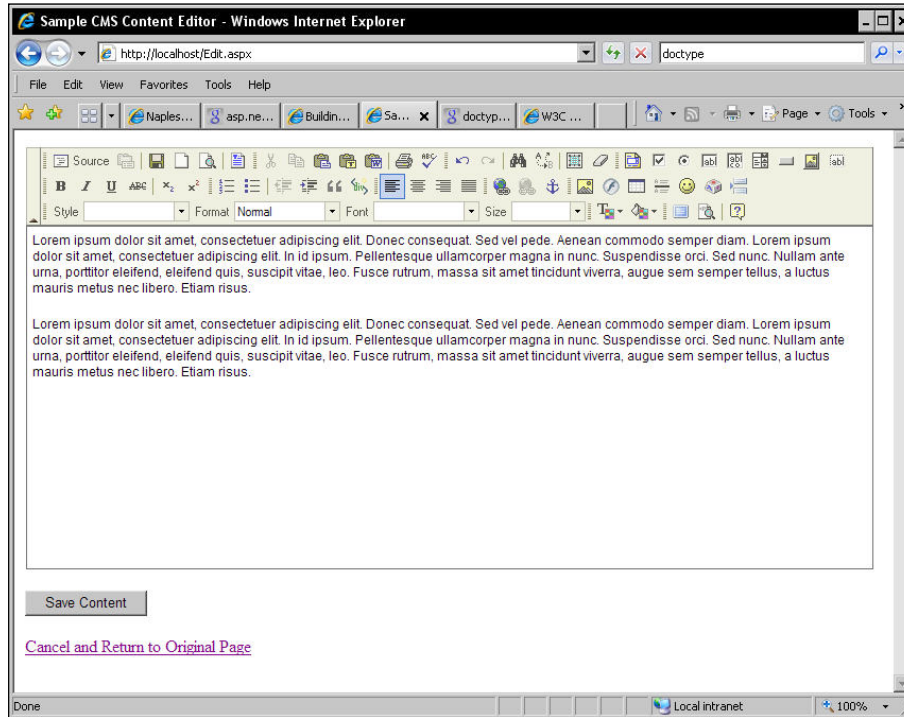 Sample CMS Content Editor - Windows Internet Explorer
http://localhost/Edit.aspx
doctype
File Edit View Favorites Tools Help
Naples... asp.ne... Buildin... Sa... doctyp... W3C ... Page Tools
Source
B I U ABC x₂ x²
Style Format Normal Font Size
Lorem ipsum dolor sit amet, consectetuer adipiscing elit. Donec consequat. Sed vel pede. Aenean commodo semper diam. Lorem ipsum
dolor sit amet, consectetuer adipiscing elit. In id ipsum. Pellentesque ullamcorper magna in nunc. Suspendisse orci. Sed nunc. Nullam ante
urna, porttitor eleifend, eleifend quis, suscipit vitae, leo. Fusce rutrum, massa sit amet tincidunt viverra, augue sem semper tellus, a luctus
mauris metus nec libero. Etiam risus.
Lorem ipsum dolor sit amet, consectetuer adipiscing elit. Donec consequat. Sed vel pede. Aenean commodo semper diam. Lorem ipsum
dolor sit amet, consectetuer adipiscing elit. In id ipsum. Pellentesque ullamcorper magna in nunc. Suspendisse orci. Sed nunc. Nullam ante
urna, porttitor eleifend, eleifend quis, suscipit vitae, leo. Fusce rutrum, massa sit amet tincidunt viverra, augue sem semper tellus, a luctus
mauris metus nec libero. Etiam risus.
Save Content
Cancel and Return to Original Page
Done Local intranet 100%